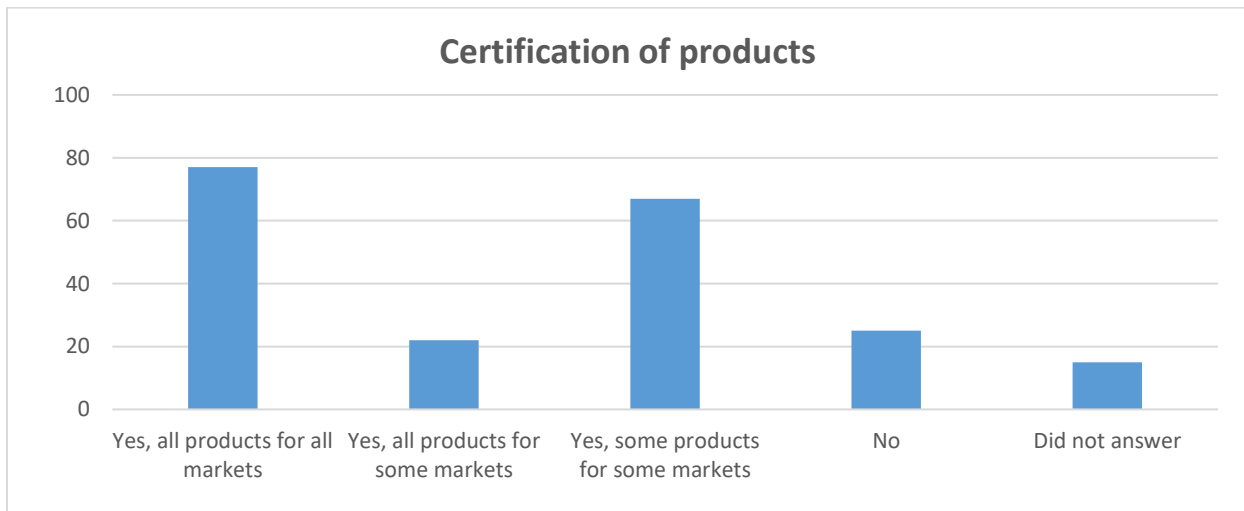 Certification of products
100
80
60
40
20
0
Yes, all products for all
markets
Yes, all products for
some markets
Yes, some products
for some markets
No
Did not answer